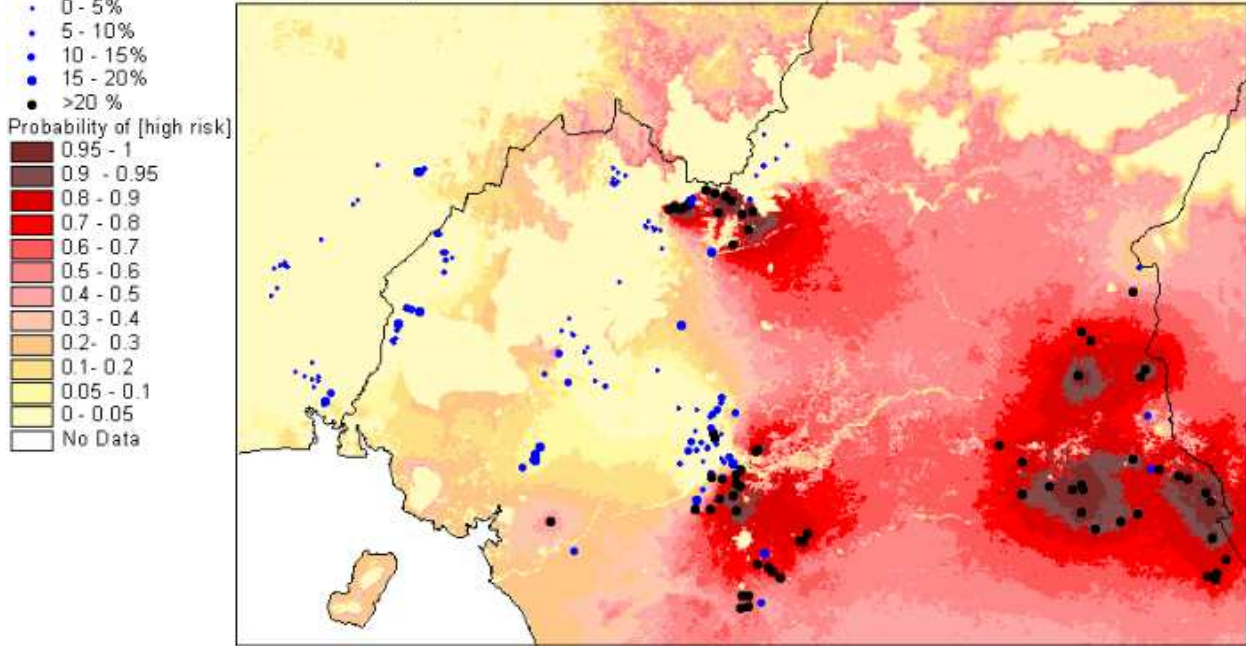 0 - 5%
5 - 10%
10 - 15%
15 - 20%
>20 %
Probability of [high risk]
0.95 - 1
0.9 - 0.95
0.8 - 0.9
0.7 - 0.8
0.6 - 0.7
0.5 - 0.6
0.4 - 0.5
0.3 - 0.4
0.2- 0.3
0.1- 0.2
0.05 - 0.1
0 - 0.05
No Data